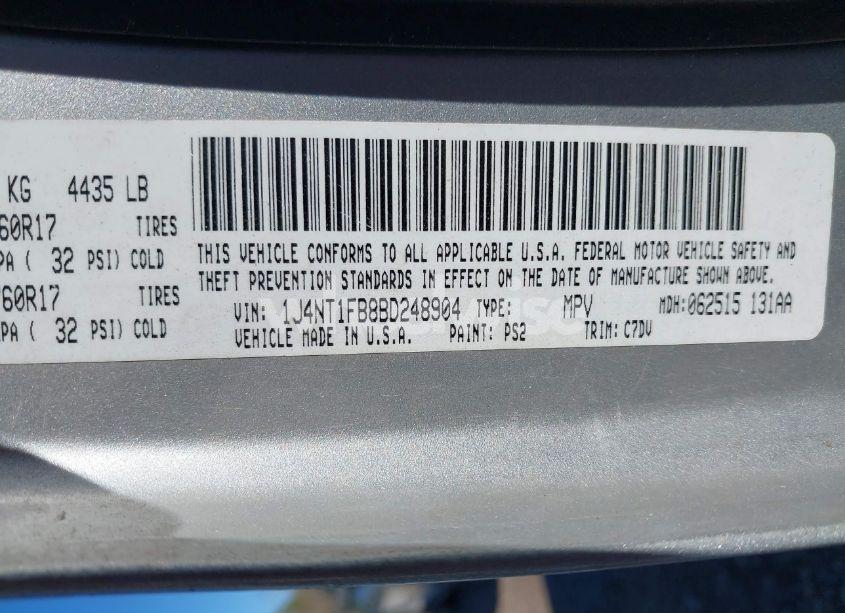 KG 4435 LB
60R17 TIRES
PA ( 32 PSI) COLD
/60R17 TIRES
PA ( 32 PSI) COLD
THIS VEHICLE CONFORMS TO ALL APPLICABLE U.S.A. FEDERAL MOTOR VEHICLE SAFETY AND
THEFT PREVENTION STANDARDS IN EFFECT ON THE DATE OF MANUFACTURE SHOWN ABOVE.
VIN: 1J4NT1FB8BD248904 TYPE: MPV MDH:062515 131AA
VEHICLE MADE IN U.S.A. PAINT: PS2 TRIM: C7DV